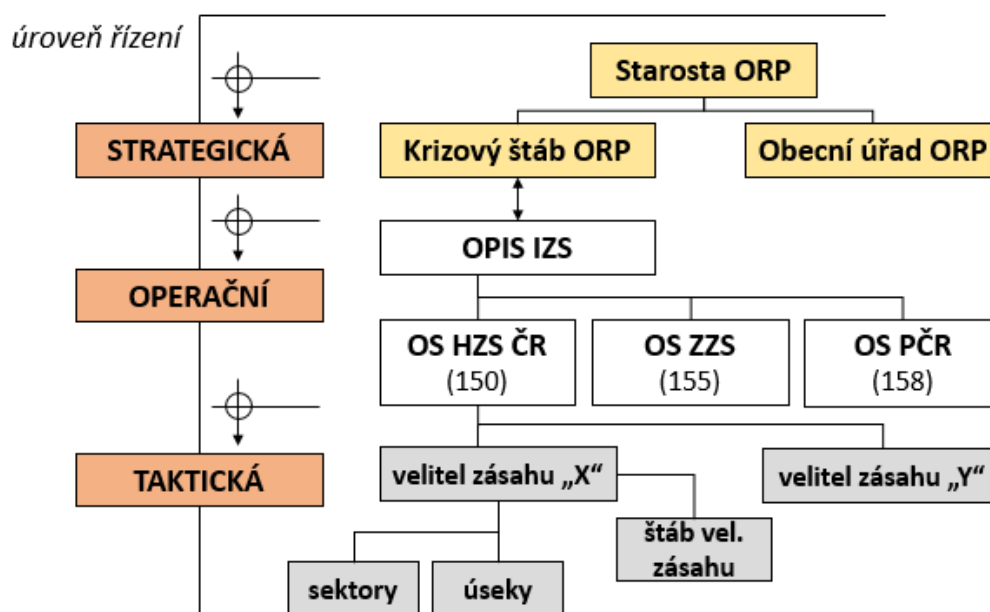 úroveň řízení
Starosta ORP
STRATEGICKÁ
Krizový štáb ORP
Obecní úřad ORP
OPIS IZS
OPERAČNÍ
OS HZS ČR
(150)
OS ZZS
(155)
OS PČR
(158)
TAKTICKÁ
velitel zásahu „X“
velitel zásahu „Y“
štáb vel.
zásahu
sektory
úseky